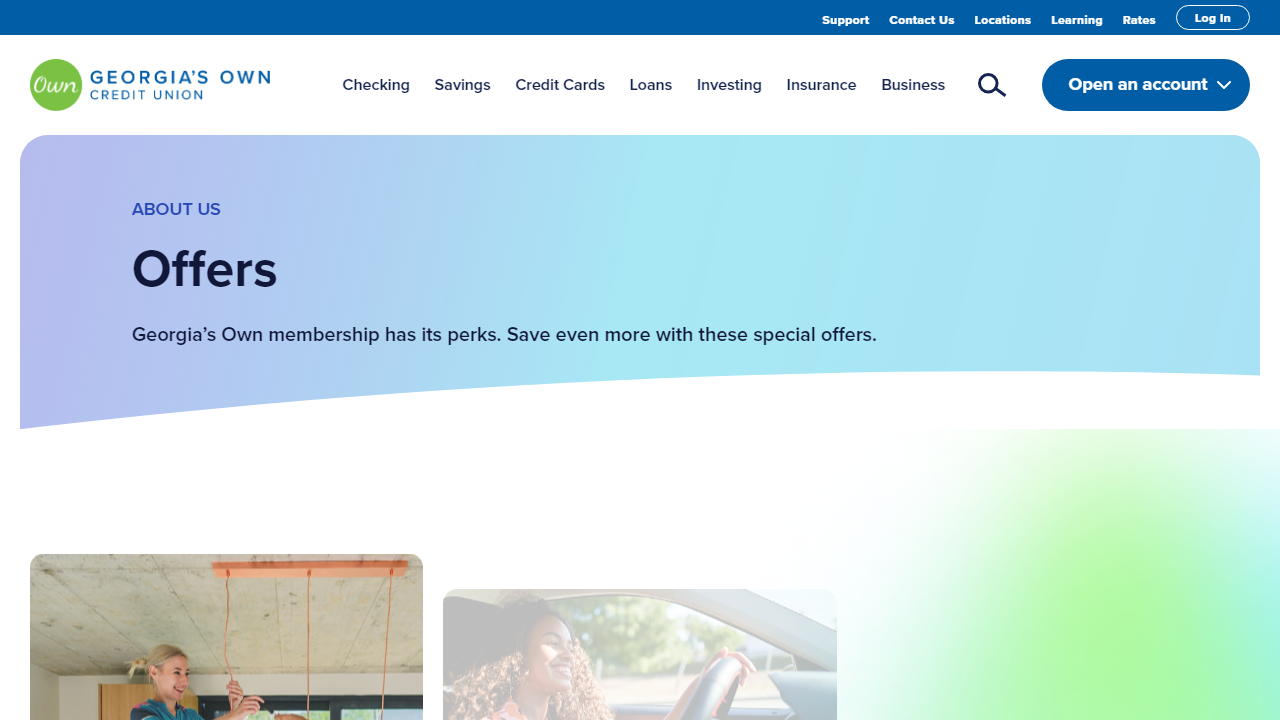 Support Contact Us Locations Learning Rates Log In
Own GEORGIA'S OWN
CREDIT UNION
Checking Savings Credit Cards Loans Investing Insurance Business Open an account
ABOUT US
Offers
Georgia’s Own membership has its perks. Save even more with these special offers.